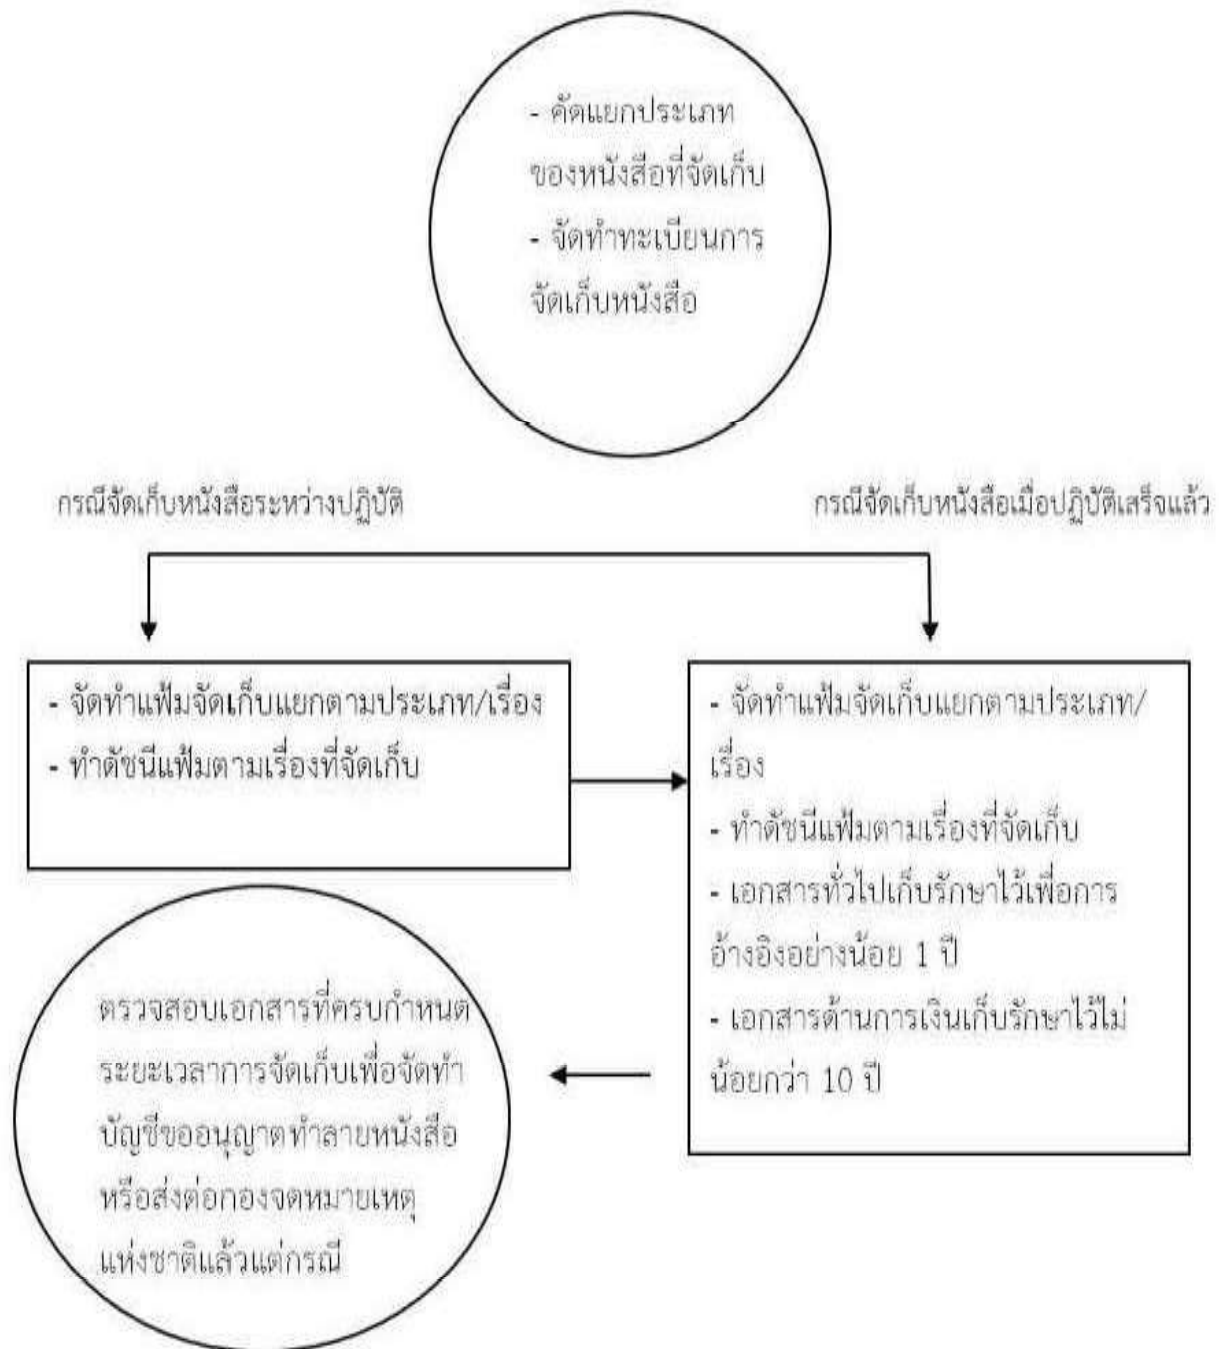 - คัดแยกประเภท
ของหนังสือที่จัดเก็บ
- จัดทำทะเบียนการ
จัดเก็บหนังสือ
กรณีจัดเก็บหนังสือระหว่างปฏิบัติ
กรณีจัดเก็บหนังสือเมื่อปฏิบัติเสร็จแล้ว
- จัดทำแฟ้มจัดเก็บแยกตามประเภท/เรื่อง
- ทำดัชนีแฟ้มตามเรื่องที่จัดเก็บ
- จัดทำแฟ้มจัดเก็บแยกตามประเภท/
เรื่อง
- ทำดัชนีแฟ้มตามเรื่องที่จัดเก็บ
- เอกสารทั่วไปเก็บรักษาไว้เพื่อการ
อ้างอิงอย่างน้อย 1 ปี
- เอกสารด้านการเงินเก็บรักษาไว้ไม่
น้อยกว่า 10 ปี
ตรวจสอบเอกสารที่ครบกำหนด
ระยะเวลาการจัดเก็บเพื่อจัดทำ
บัญชีขออนุญาตทำลายหนังสือ
หรือส่งต่อกองจดหมายเหตุ
แห่งชาติแล้วแต่กรณี